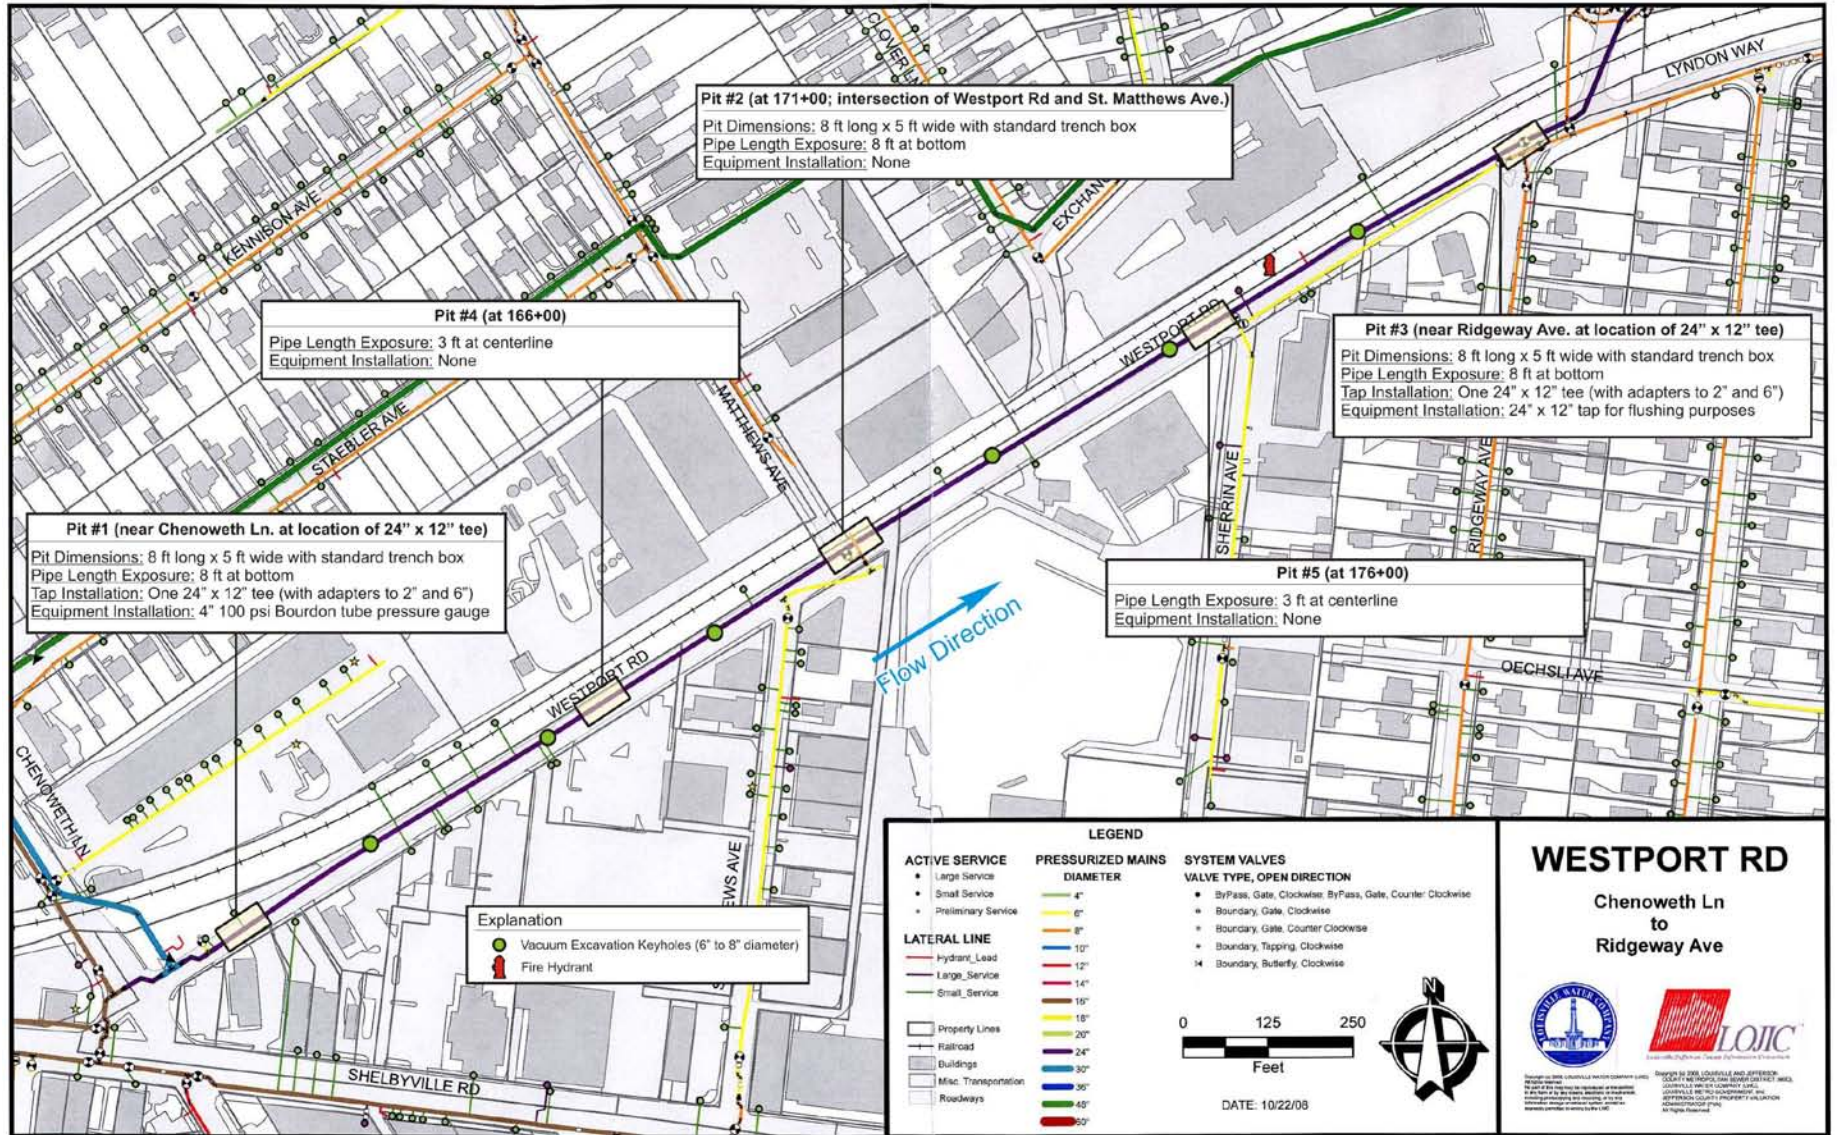 Pit #2 (at 171+00; intersection of Westport Rd and St. Matthews Ave.)
Pit Dimensions: 8 ft long x 5 ft wide with standard trench box
Pipe Length Exposure: 8 ft at bottom
Equipment Installation: None
LYNDON WAY
KENNISON AVE
Pit #4 (at 166+00)
Pipe Length Exposure: 3 ft at centerline
Equipment Installation: None
WESTPORT RD
Pit #3 (near Ridgeway Ave. at location of 24" x 12" tee)
Pit Dimensions: 8 ft long x 5 ft wide with standard trench box
Pipe Length Exposure: 8 ft at bottom
Tap Installation: One 24" x 12" tee (with adapters to 2" and 6")
Equipment Installation: 24" x 12" tap for flushing purposes
STAEBLER AVE
MATTHEWS AVE
SHERRIN AVE
RIDGEWAY AVE
Pit #1 (near Chenoweth Ln. at location of 24" x 12" tee)
Pit Dimensions: 8 ft long x 5 ft wide with standard trench box
Pipe Length Exposure: 8 ft at bottom
Tap Installation: One 24" x 12" tee (with adapters to 2" and 6")
Equipment Installation: 4" 100 psi Bourdon tube pressure gauge
Pit #5 (at 176+00)
Pipe Length Exposure: 3 ft at centerline
Equipment Installation: None
Flow Direction
WESTPORT RD
OECHSLI AVE
CHENOWETH LN
EWS AVE
SHELBYVILLE RD
Explanation
Vacuum Excavation Keyholes (6" to 8" diameter)
Fire Hydrant
LEGEND
ACTIVE SERVICE
Large Service
Small Service
Preliminary Service
LATERAL LINE
Hydrant_Lead
Large_Service
Small_Service
Property Lines
Railroad
Buildings
Misc. Transportation
Roadways
PRESSURIZED MAINS
DIAMETER
4"
6"
8"
10"
12"
14"
16"
18"
20"
24"
30"
36"
48"
60"
SYSTEM VALVES
VALVE TYPE, OPEN DIRECTION
ByPass, Gate, Clockwise; ByPass, Gate, Counter Clockwise
Boundary, Gate, Clockwise
Boundary, Gate, Counter Clockwise
Boundary, Tapping, Clockwise
Boundary, Butterfly, Clockwise
0 125 250
Feet
DATE: 10/22/08
N
WESTPORT RD
Chenoweth Ln
to
Ridgeway Ave
LOUISVILLE WATER COMPANY
LOJIC